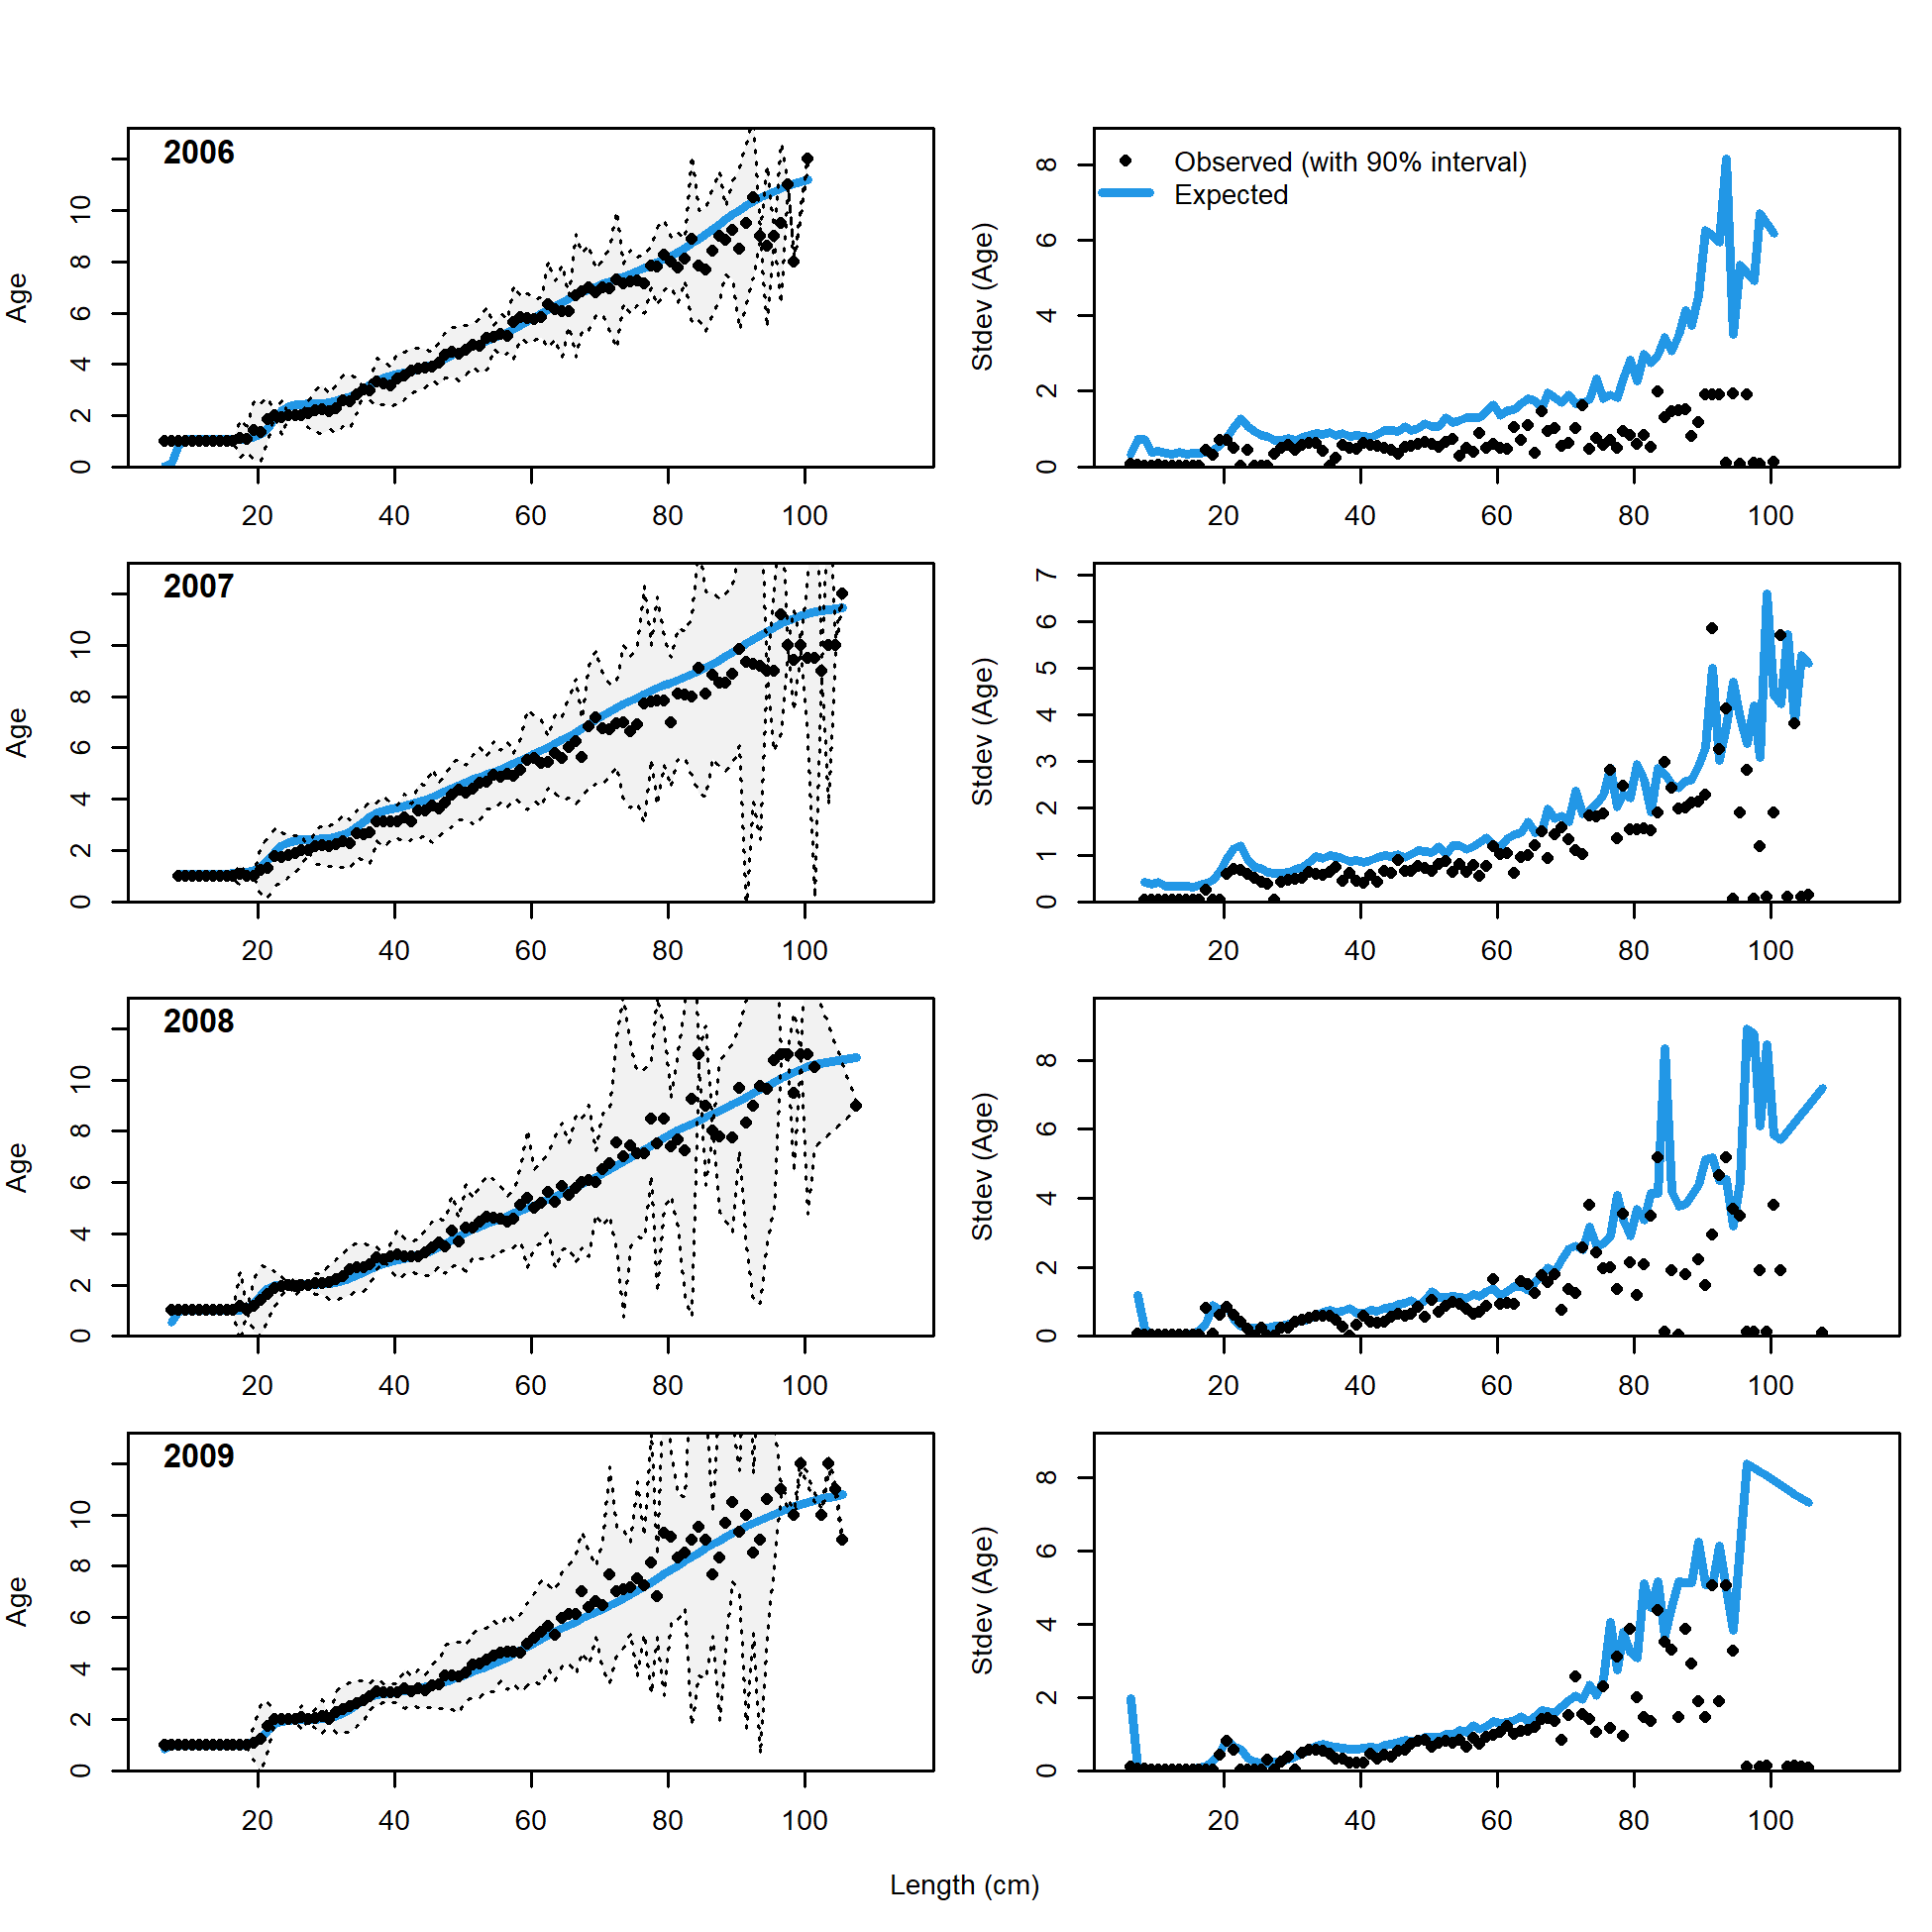 2006
Age
0 2 4 6 8 10
20 40 60 80 100
Observed (with 90% interval)
Expected
Stdev (Age)
0 2 4 6 8
20 40 60 80 100
2007
Age
0 2 4 6 8 10
20 40 60 80 100
Stdev (Age)
0 1 2 3 4 5 6 7
20 40 60 80 100
2008
Age
0 2 4 6 8 10
20 40 60 80 100
Stdev (Age)
0 2 4 6 8
20 40 60 80 100
2009
Age
0 2 4 6 8 10
20 40 60 80 100
Stdev (Age)
0 2 4 6 8
20 40 60 80 100
Length (cm)